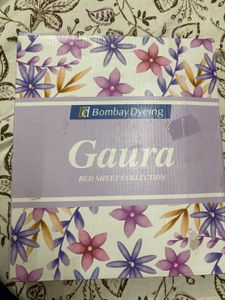 Bombay Dyeing
Gaura
BED SHEET COLLECTION